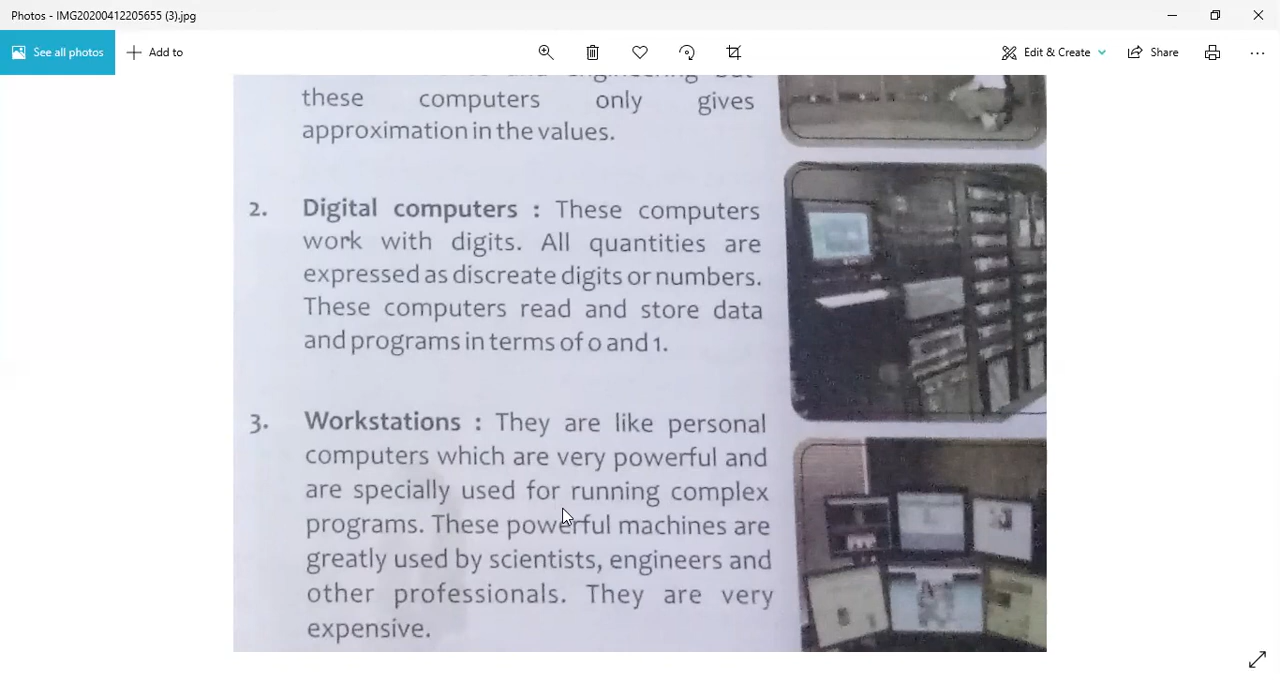 Photos - IMG20200412205655 (3).jpg
See all photos
Add to
Edit & Create
Share
engineering but
these computers only gives
approximation in the values.
2. Digital computers : These computers
work with digits. All quantities are
expressed as discreate digits or numbers.
These computers read and store data
and programs in terms of 0 and 1.
3. Workstations : They are like personal
computers which are very powerful and
are specially used for running complex
programs. These powerful machines are
greatly used by scientists, engineers and
other professionals. They are very
expensive.